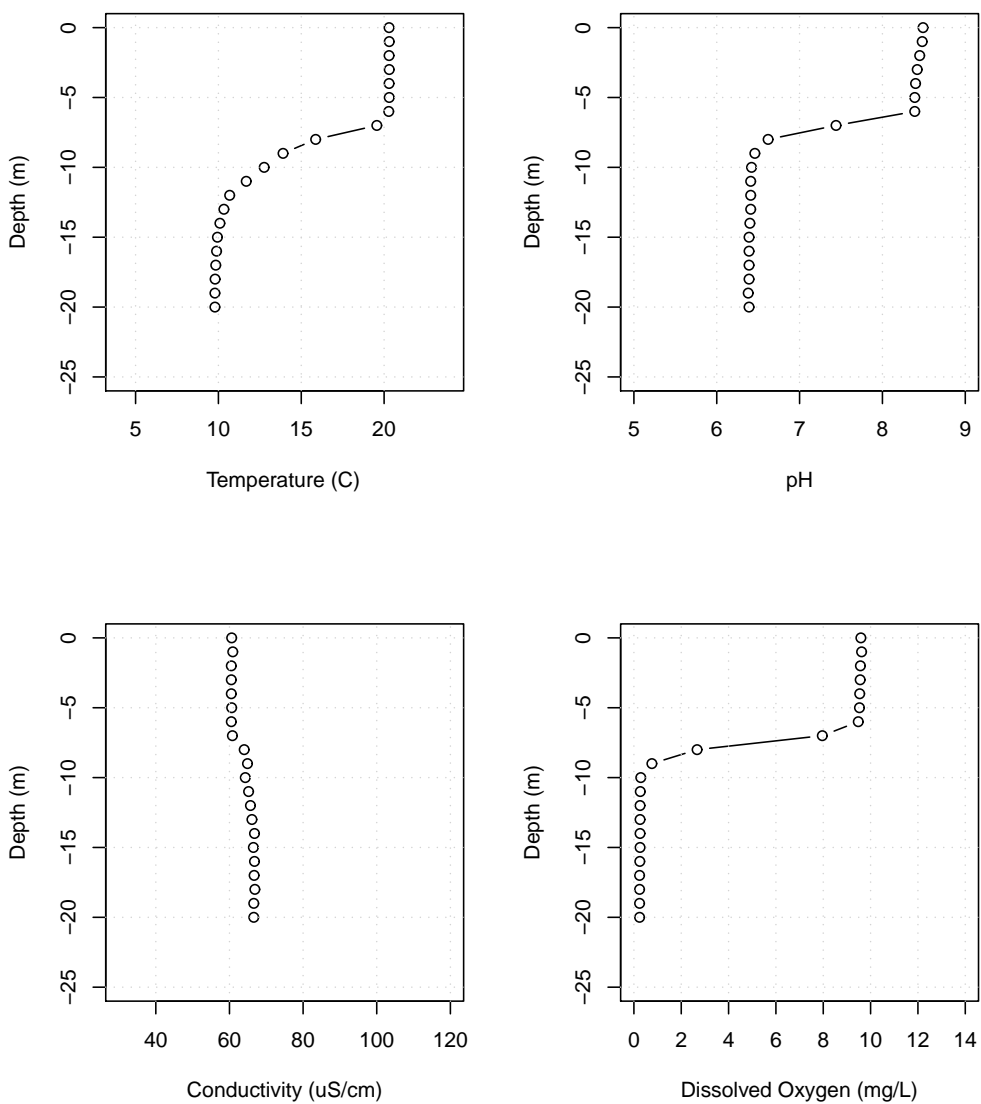 0
−5
−10
−15
−20
−25
Depth (m)
5 10 15 20
Temperature (C)
0
−5
−10
−15
−20
−25
Depth (m)
5 6 7 8 9
pH
0
−5
−10
−15
−20
−25
Depth (m)
40 60 80 100 120
Conductivity (uS/cm)
0
−5
−10
−15
−20
−25
Depth (m)
0 2 4 6 8 10 12 14
Dissolved Oxygen (mg/L)